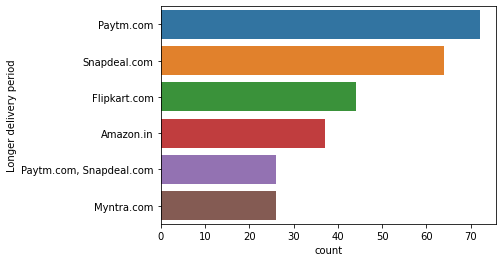 Longer delivery period
Paytm.com
Snapdeal.com
Flipkart.com
Amazon.in
Paytm.com, Snapdeal.com
Myntra.com
0 10 20 30 40 50 60 70
count